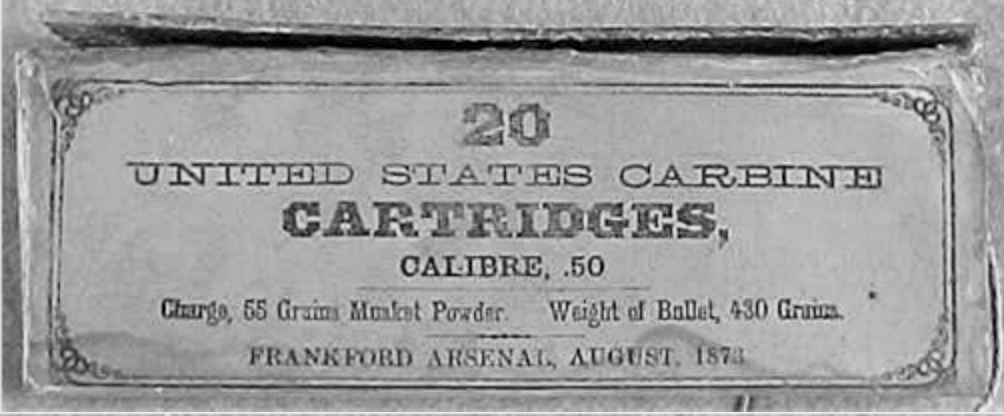 20
UNITED STATES CARBINE
CARTRIDGES,
CALIBRE, .50
Charge, 55 Grains Musket Powder. Weight of Bullet, 430 Grains.
FRANKFORD ARSENAL, AUGUST, 1873